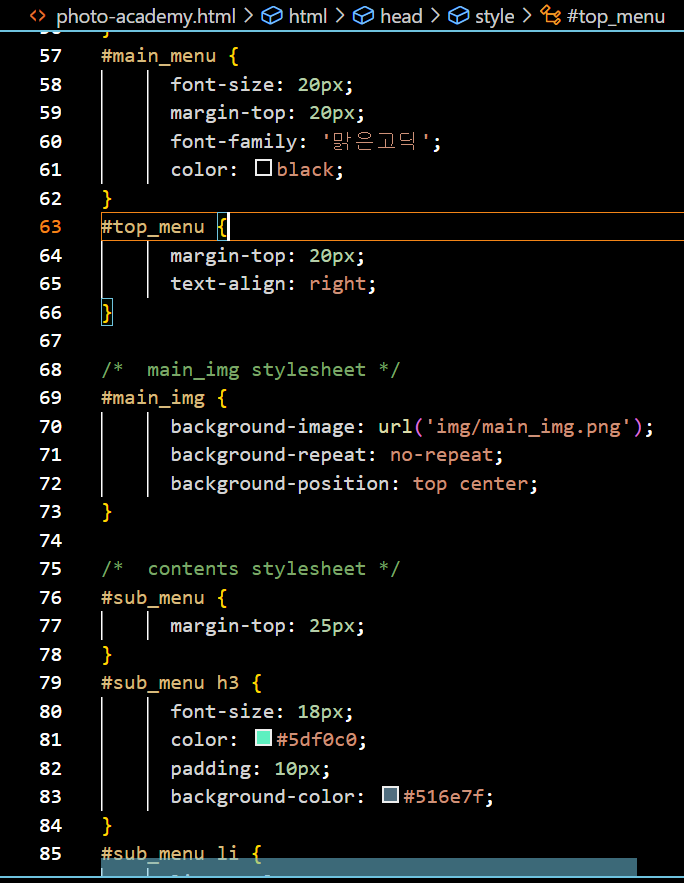 photo-academy.html > html > head > style > #top_menu
57 #main_menu {
58 font-size: 20px;
59 margin-top: 20px;
60 font-family: '맑은고딕';
61 color: black;
62 }
63 #top_menu {
64 margin-top: 20px;
65 text-align: right;
66 }
67
68 /*  main_img stylesheet */
69 #main_img {
70 background-image: url('img/main_img.png');
71 background-repeat: no-repeat;
72 background-position: top center;
73 }
74
75 /*  contents stylesheet */
76 #sub_menu {
77 margin-top: 25px;
78 }
79 #sub_menu h3 {
80 font-size: 18px;
81 color: #5df0c0;
82 padding: 10px;
83 background-color: #516e7f;
84 }
85 #sub_menu li {